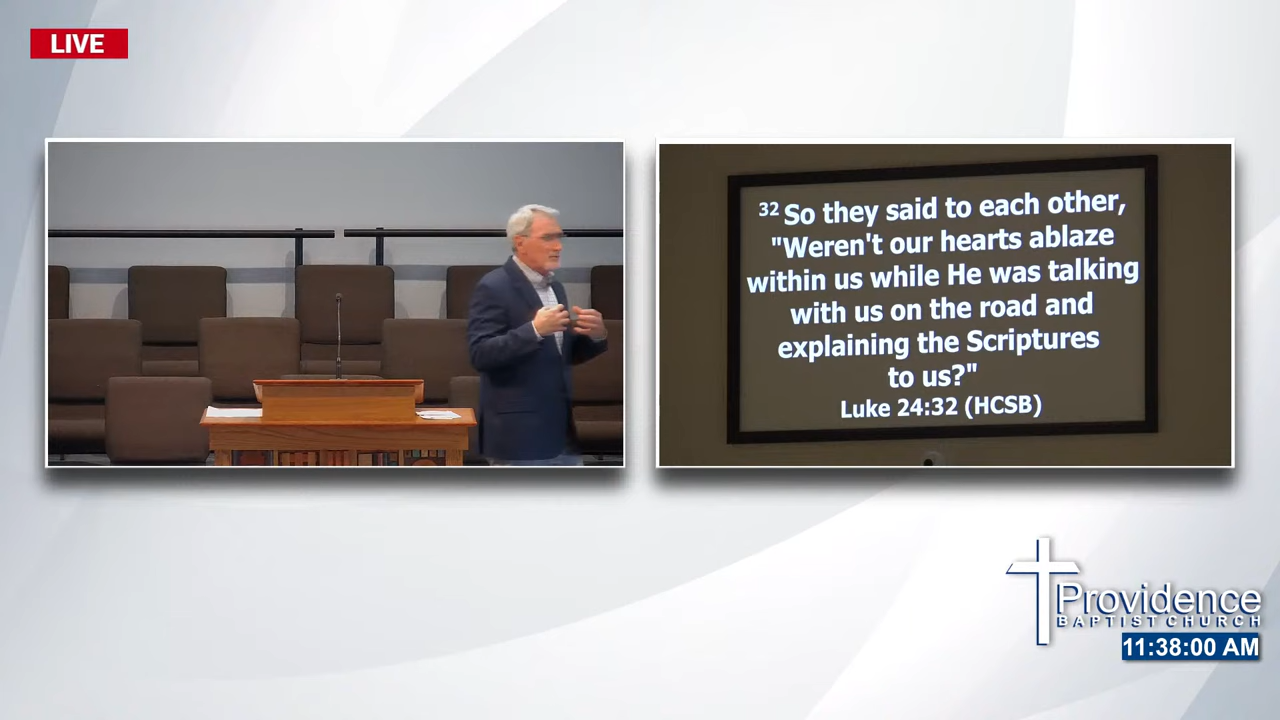 LIVE
32 So they said to each other,
"Weren't our hearts ablaze
within us while He was talking
with us on the road and
explaining the Scriptures
to us?"
Luke 24:32 (HCSB)
Providence
BAPTIST CHURCH
11:38:00 AM